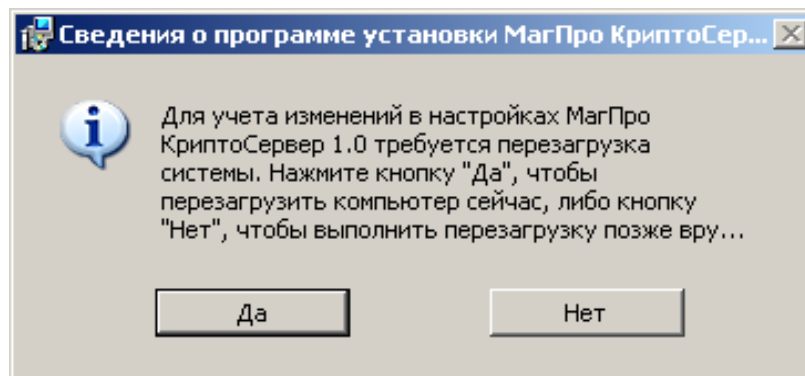 Сведения о программе установки МагПро КриптоСер...
Для учета изменений в настройках МагПро
КриптоСервер 1.0 требуется перезагрузка
системы. Нажмите кнопку "Да", чтобы
перезагрузить компьютер сейчас, либо кнопку
"Нет", чтобы выполнить перезагрузку позже вру...
Да
Нет